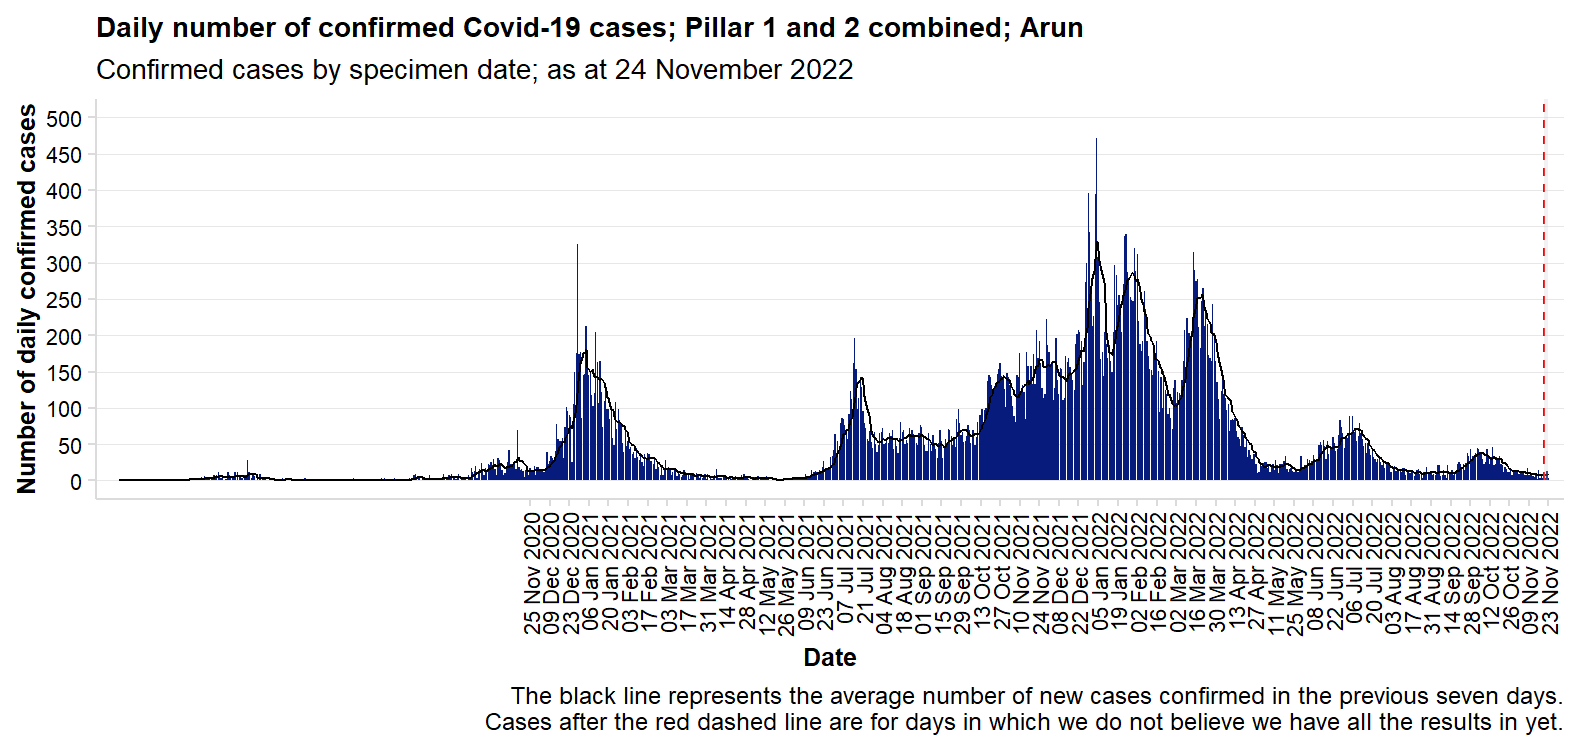 Daily number of confirmed Covid-19 cases; Pillar 1 and 2 combined; Arun
Confirmed cases by specimen date; as at 24 November 2022
Number of daily confirmed cases
500
450
400
350
300
250
200
150
100
50
0
25 Nov 2020
09 Dec 2020
23 Dec 2020
06 Jan 2021
20 Jan 2021
03 Feb 2021
17 Feb 2021
03 Mar 2021
17 Mar 2021
31 Mar 2021
14 Apr 2021
28 Apr 2021
12 May 2021
26 May 2021
09 Jun 2021
23 Jun 2021
07 Jul 2021
21 Jul 2021
04 Aug 2021
18 Aug 2021
01 Sep 2021
15 Sep 2021
29 Sep 2021
13 Oct 2021
27 Oct 2021
10 Nov 2021
24 Nov 2021
08 Dec 2021
22 Dec 2021
05 Jan 2022
19 Jan 2022
02 Feb 2022
16 Feb 2022
02 Mar 2022
16 Mar 2022
30 Mar 2022
13 Apr 2022
27 Apr 2022
11 May 2022
25 May 2022
08 Jun 2022
22 Jun 2022
06 Jul 2022
20 Jul 2022
03 Aug 2022
17 Aug 2022
31 Aug 2022
14 Sep 2022
28 Sep 2022
12 Oct 2022
26 Oct 2022
09 Nov 2022
23 Nov 2022
Date
The black line represents the average number of new cases confirmed in the previous seven days.
Cases after the red dashed line are for days in which we do not believe we have all the results in yet.